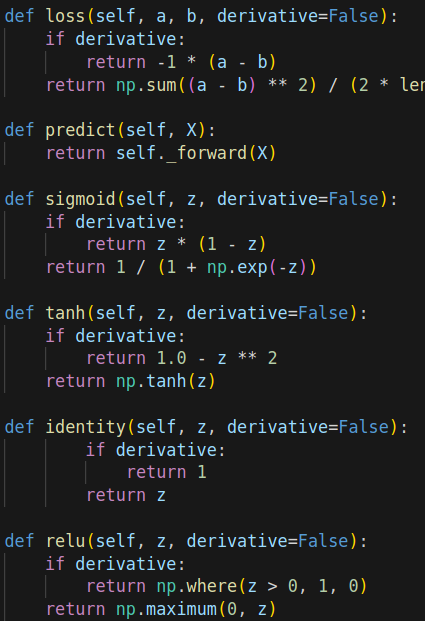 def loss(self, a, b, derivative=False):
    if derivative:
        return -1 * (a - b)
    return np.sum((a - b) ** 2) / (2 * len
def predict(self, X):
    return self._forward(X)
def sigmoid(self, z, derivative=False):
    if derivative:
        return z * (1 - z)
    return 1 / (1 + np.exp(-z))
def tanh(self, z, derivative=False):
    if derivative:
        return 1.0 - z ** 2
    return np.tanh(z)
def identity(self, z, derivative=False):
        if derivative:
            return 1
        return z
def relu(self, z, derivative=False):
    if derivative:
        return np.where(z > 0, 1, 0)
    return np.maximum(0, z)